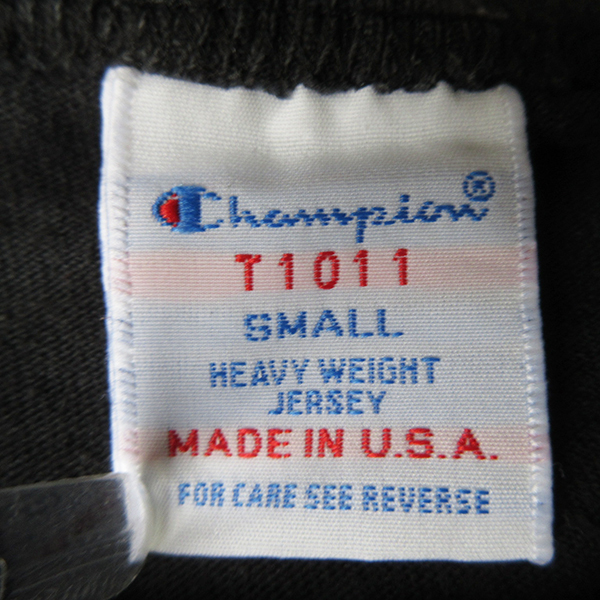 Champion®
T1011
SMALL
HEAVY WEIGHT
JERSEY
MADE IN U.S.A.
FOR CARE SEE REVERSE